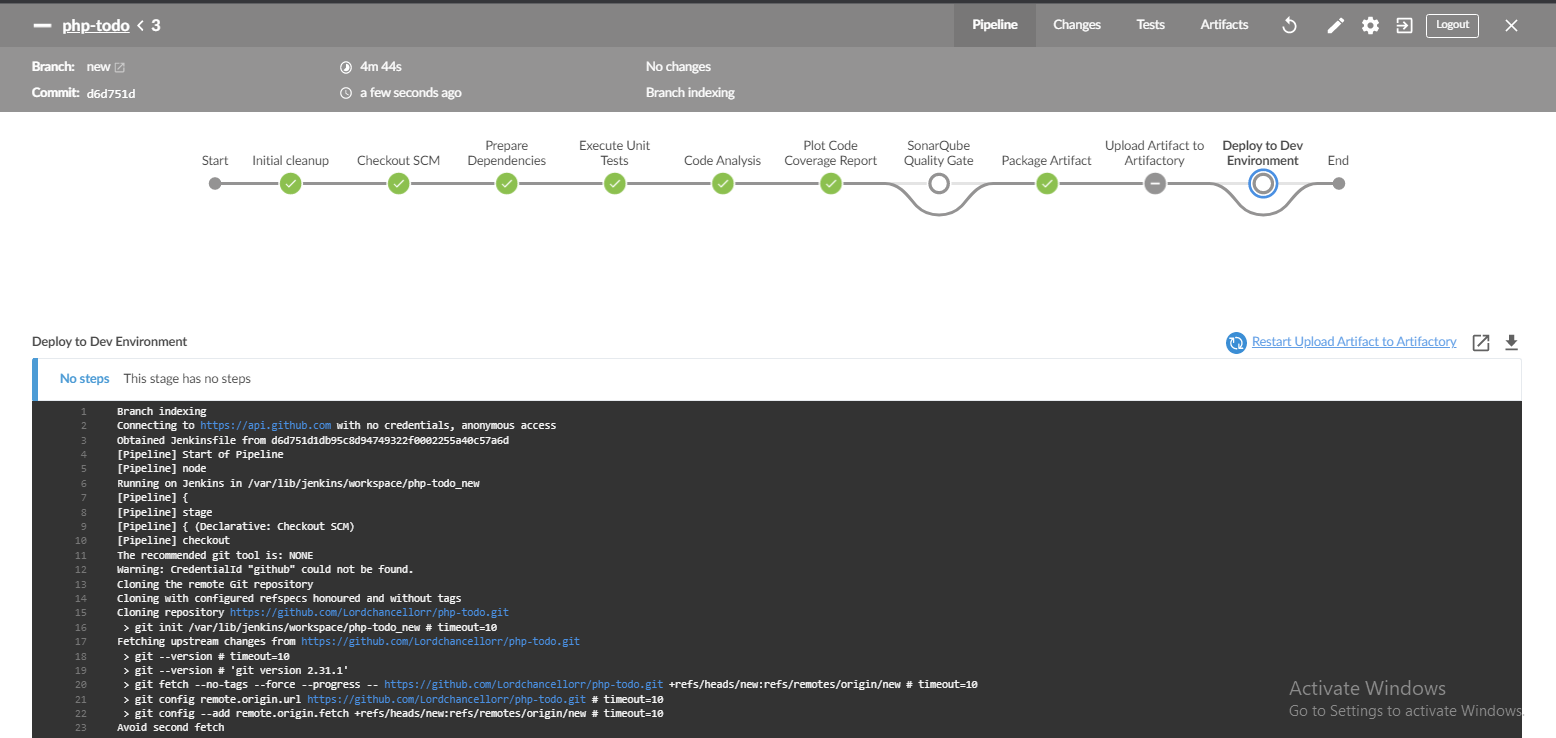 php-todo < 3
Pipeline Changes Tests Artifacts Logout
Branch: new
4m 44s
No changes
Commit: d6d751d
a few seconds ago
Branch indexing
Start
Initial cleanup
Checkout SCM
Prepare
Dependencies
Execute Unit
Tests
Code Analysis
Plot Code
Coverage Report
SonarQube
Quality Gate
Package Artifact
Upload Artifact to
Artifactory
Deploy to Dev
Environment
End
Deploy to Dev Environment
Restart Upload Artifact to Artifactory
No steps This stage has no steps
1 Branch indexing
2 Connecting to https://api.github.com with no credentials, anonymous access
3 Obtained Jenkinsfile from d6d751d1db95c8d94749322f0002255a40c57a6d
4 [Pipeline] Start of Pipeline
5 [Pipeline] node
6 Running on Jenkins in /var/lib/jenkins/workspace/php-todo_new
7 [Pipeline] {
8 [Pipeline] stage
9 [Pipeline] { (Declarative: Checkout SCM)
10 [Pipeline] checkout
11 The recommended git tool is: NONE
12 Warning: CredentialId "github" could not be found.
13 Cloning the remote Git repository
14 Cloning with configured refspecs honoured and without tags
15 Cloning repository https://github.com/Lordchancellorr/php-todo.git
16 > git init /var/lib/jenkins/workspace/php-todo_new # timeout=10
17 Fetching upstream changes from https://github.com/Lordchancellorr/php-todo.git
18 > git --version # timeout=10
19 > git --version # 'git version 2.31.1'
20 > git fetch --no-tags --force --progress -- https://github.com/Lordchancellorr/php-todo.git +refs/heads/new:refs/remotes/origin/new # timeout=10
21 > git config remote.origin.url https://github.com/Lordchancellorr/php-todo.git # timeout=10
22 > git config --add remote.origin.fetch +refs/heads/new:refs/remotes/origin/new # timeout=10
23 Avoid second fetch
Activate Windows
Go to Settings to activate Windows